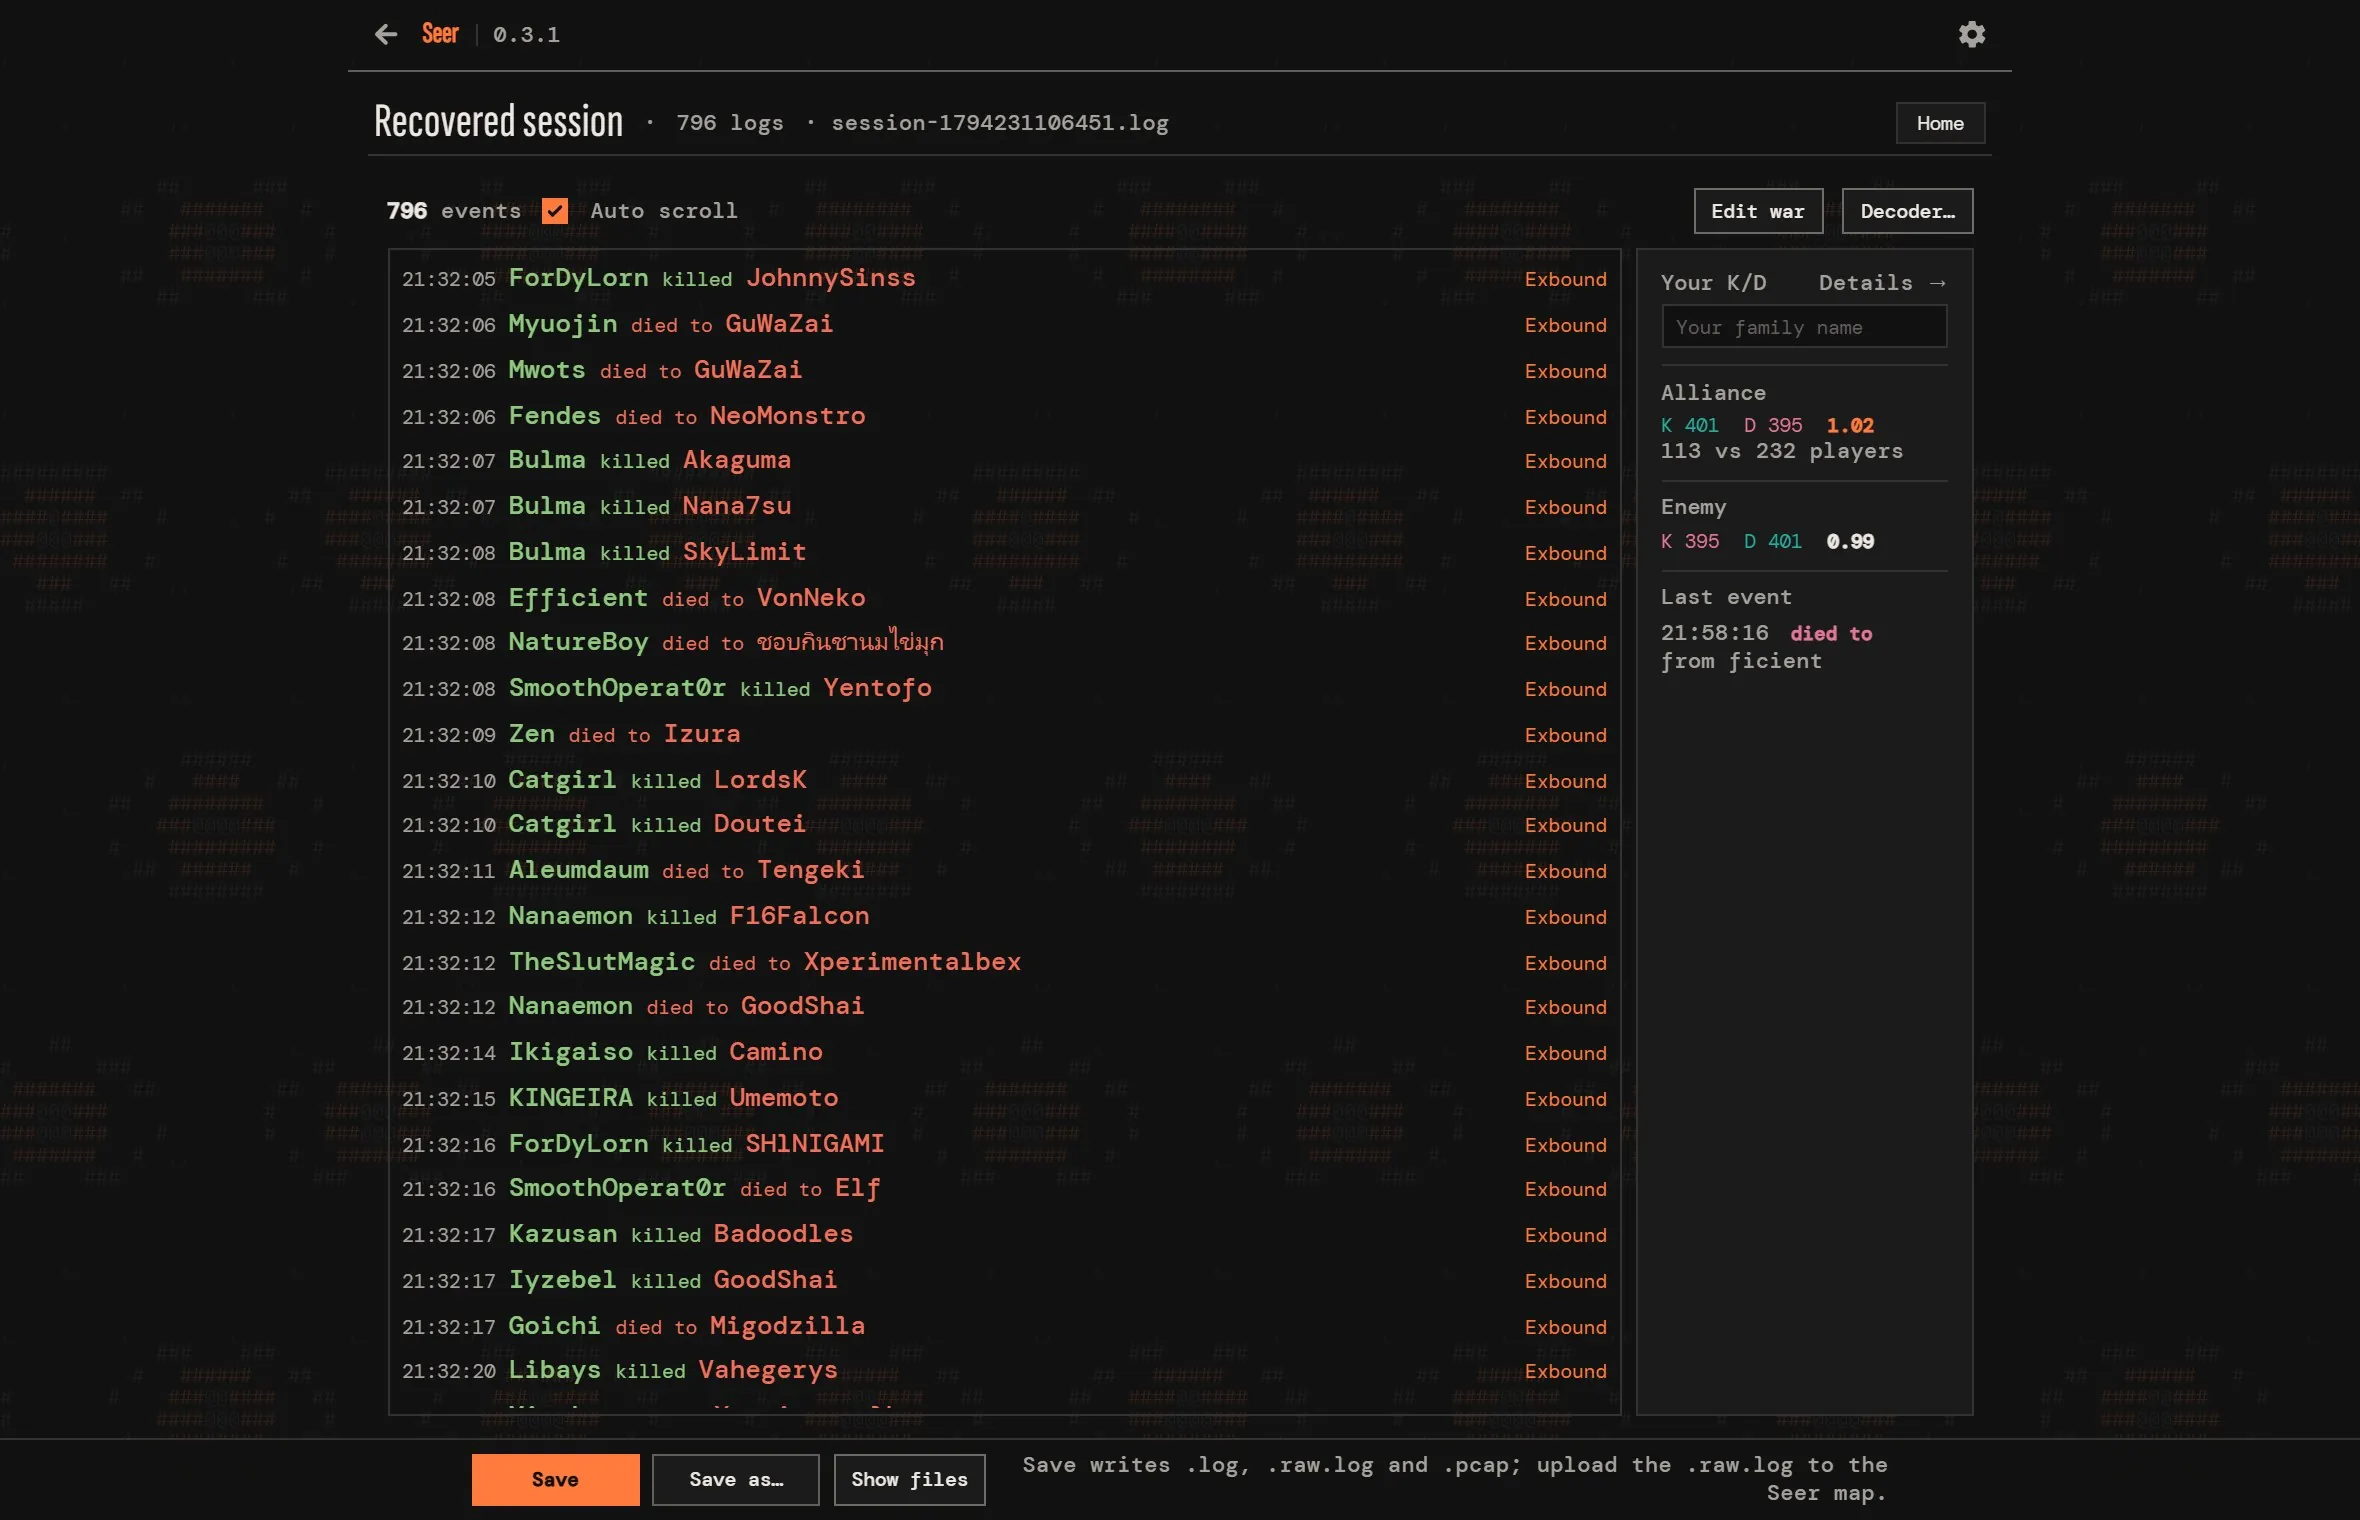 ← Seer | 0.3.1
Recovered session · 796 logs · session-1794231106451.log Home
796 events Auto scroll Edit war Decoder…
21:32:05 ForDyLorn killed JohnnySinss Exbound
21:32:06 Myuojin died to GuWaZai Exbound
21:32:06 Mwots died to GuWaZai Exbound
21:32:06 Fendes died to NeoMonstro Exbound
21:32:07 Bulma killed Akaguma Exbound
21:32:07 Bulma killed Nana7su Exbound
21:32:08 Bulma killed SkyLimit Exbound
21:32:08 Efficient died to VonNeko Exbound
21:32:08 NatureBoy died to ชอบกินชานมไข่มุก Exbound
21:32:08 SmoothOperat0r killed Yentofo Exbound
21:32:09 Zen died to Izura Exbound
21:32:10 Catgirl killed LordsK Exbound
21:32:10 Catgirl killed Doutei Exbound
21:32:11 Aleumdaum died to Tengeki Exbound
21:32:12 Nanaemon killed F16Falcon Exbound
21:32:12 TheSlutMagic died to Xperimentalbex Exbound
21:32:12 Nanaemon died to GoodShai Exbound
21:32:14 Ikigaiso killed Camino Exbound
21:32:15 KINGEIRA killed Umemoto Exbound
21:32:16 ForDyLorn killed SHlNIGAMI Exbound
21:32:16 SmoothOperat0r died to Elf Exbound
21:32:17 Kazusan killed Badoodles Exbound
21:32:17 Iyzebel killed GoodShai Exbound
21:32:17 Goichi died to Migodzilla Exbound
21:32:20 Libays killed Vahegerys Exbound
Your K/D Details →
Your family name
Alliance
K 401 D 395 1.02
113 vs 232 players
Enemy
K 395 D 401 0.99
Last event
21:58:16 died to
from ficient
Save Save as… Show files
Save writes .log, .raw.log and .pcap; upload the .raw.log to the
Seer map.